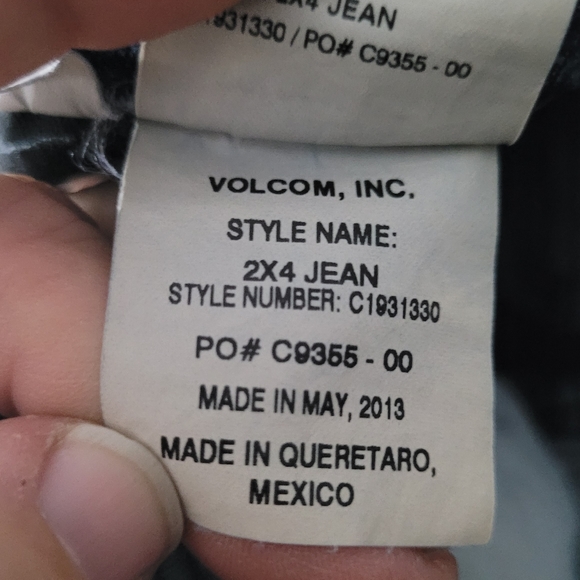 2X4 JEAN
1931330 / PO# C9355 - 00
VOLCOM, INC.
STYLE NAME:
2X4 JEAN
STYLE NUMBER: C1931330
PO# C9355 - 00
MADE IN MAY, 2013
MADE IN QUERETARO,
MEXICO